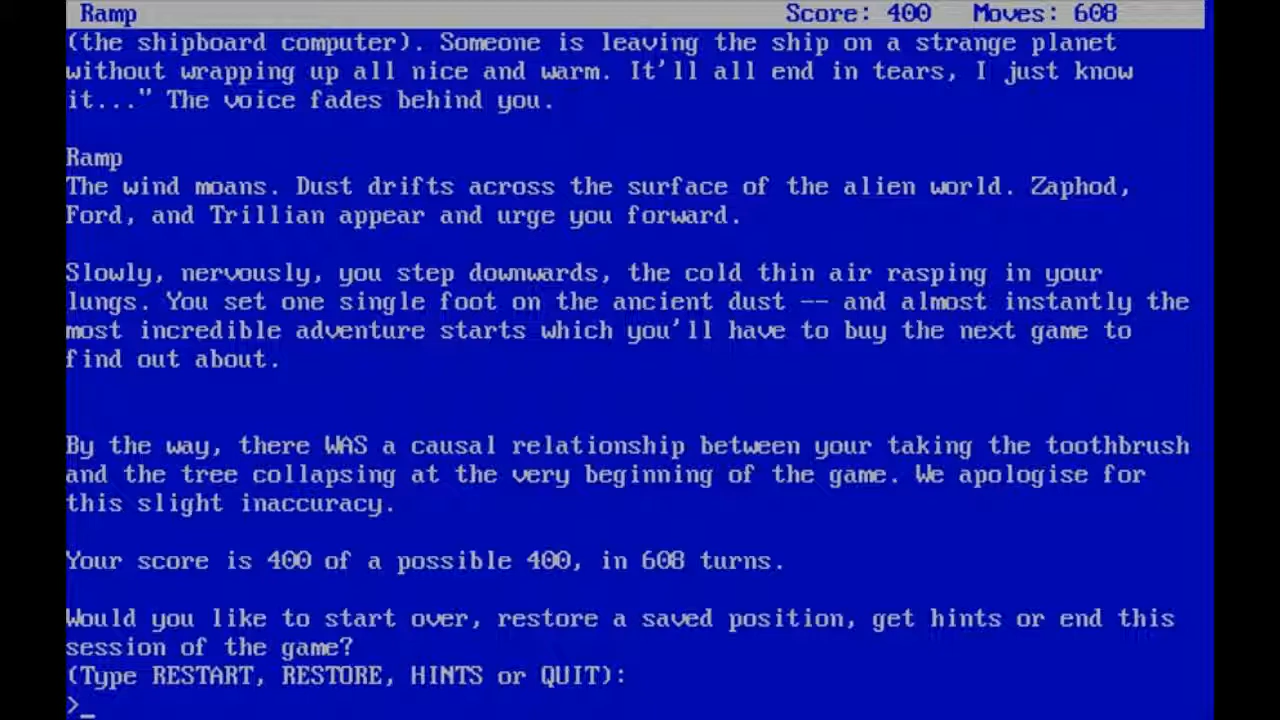 Ramp Score: 400 Moves: 608
(the shipboard computer). Someone is leaving the ship on a strange planet
without wrapping up all nice and warm. It'll all end in tears, I just know
it..." The voice fades behind you.
Ramp
The wind moans. Dust drifts across the surface of the alien world. Zaphod,
Ford, and Trillian appear and urge you forward.
Slowly, nervously, you step downwards, the cold thin air rasping in your
lungs. You set one single foot on the ancient dust -- and almost instantly the
most incredible adventure starts which you'll have to buy the next game to
find out about.
By the way, there WAS a causal relationship between your taking the toothbrush
and the tree collapsing at the very beginning of the game. We apologise for
this slight inaccuracy.
Your score is 400 of a possible 400, in 608 turns.
Would you like to start over, restore a saved position, get hints or end this
session of the game?
(Type RESTART, RESTORE, HINTS or QUIT):
>_